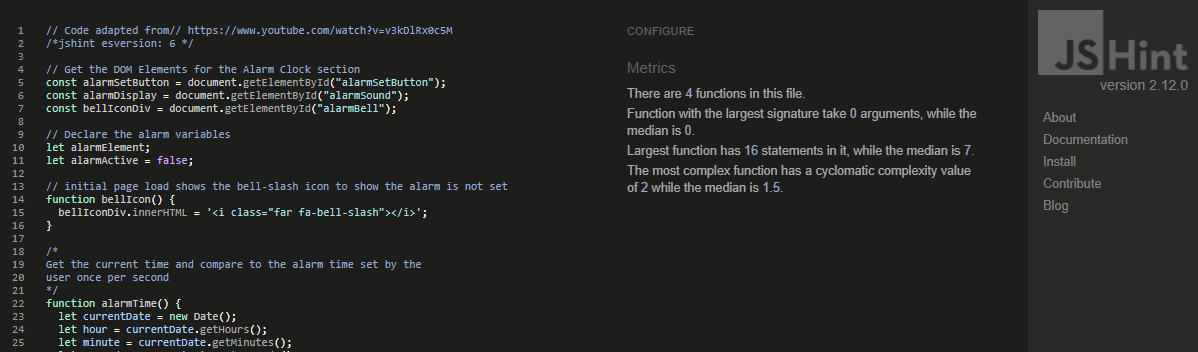 1 // Code adapted from// https://www.youtube.com/watch?v=v3kDlRx0c5M
2 /*jshint esversion: 6 */
3
4 // Get the DOM Elements for the Alarm Clock section
5 const alarmSetButton = document.getElementById("alarmSetButton");
6 const alarmDisplay = document.getElementById("alarmSound");
7 const bellIconDiv = document.getElementById("alarmBell");
8
9 // Declare the alarm variables
10 let alarmElement;
11 let alarmActive = false;
12
13 // initial page load shows the bell-slash icon to show the alarm is not set
14 function bellIcon() {
15 bellIconDiv.innerHTML = '<i class="far fa-bell-slash"></i>';
16 }
17
18 /*
19 Get the current time and compare to the alarm time set by the
20 user once per second
21 */
22 function alarmTime() {
23 let currentDate = new Date();
24 let hour = currentDate.getHours();
25 let minute = currentDate.getMinutes();
CONFIGURE
Metrics
There are 4 functions in this file.
Function with the largest signature take 0 arguments, while the
median is 0.
Largest function has 16 statements in it, while the median is 7.
The most complex function has a cyclomatic complexity value
of 2 while the median is 1.5.
JSHint
version 2.12.0
About
Documentation
Install
Contribute
Blog